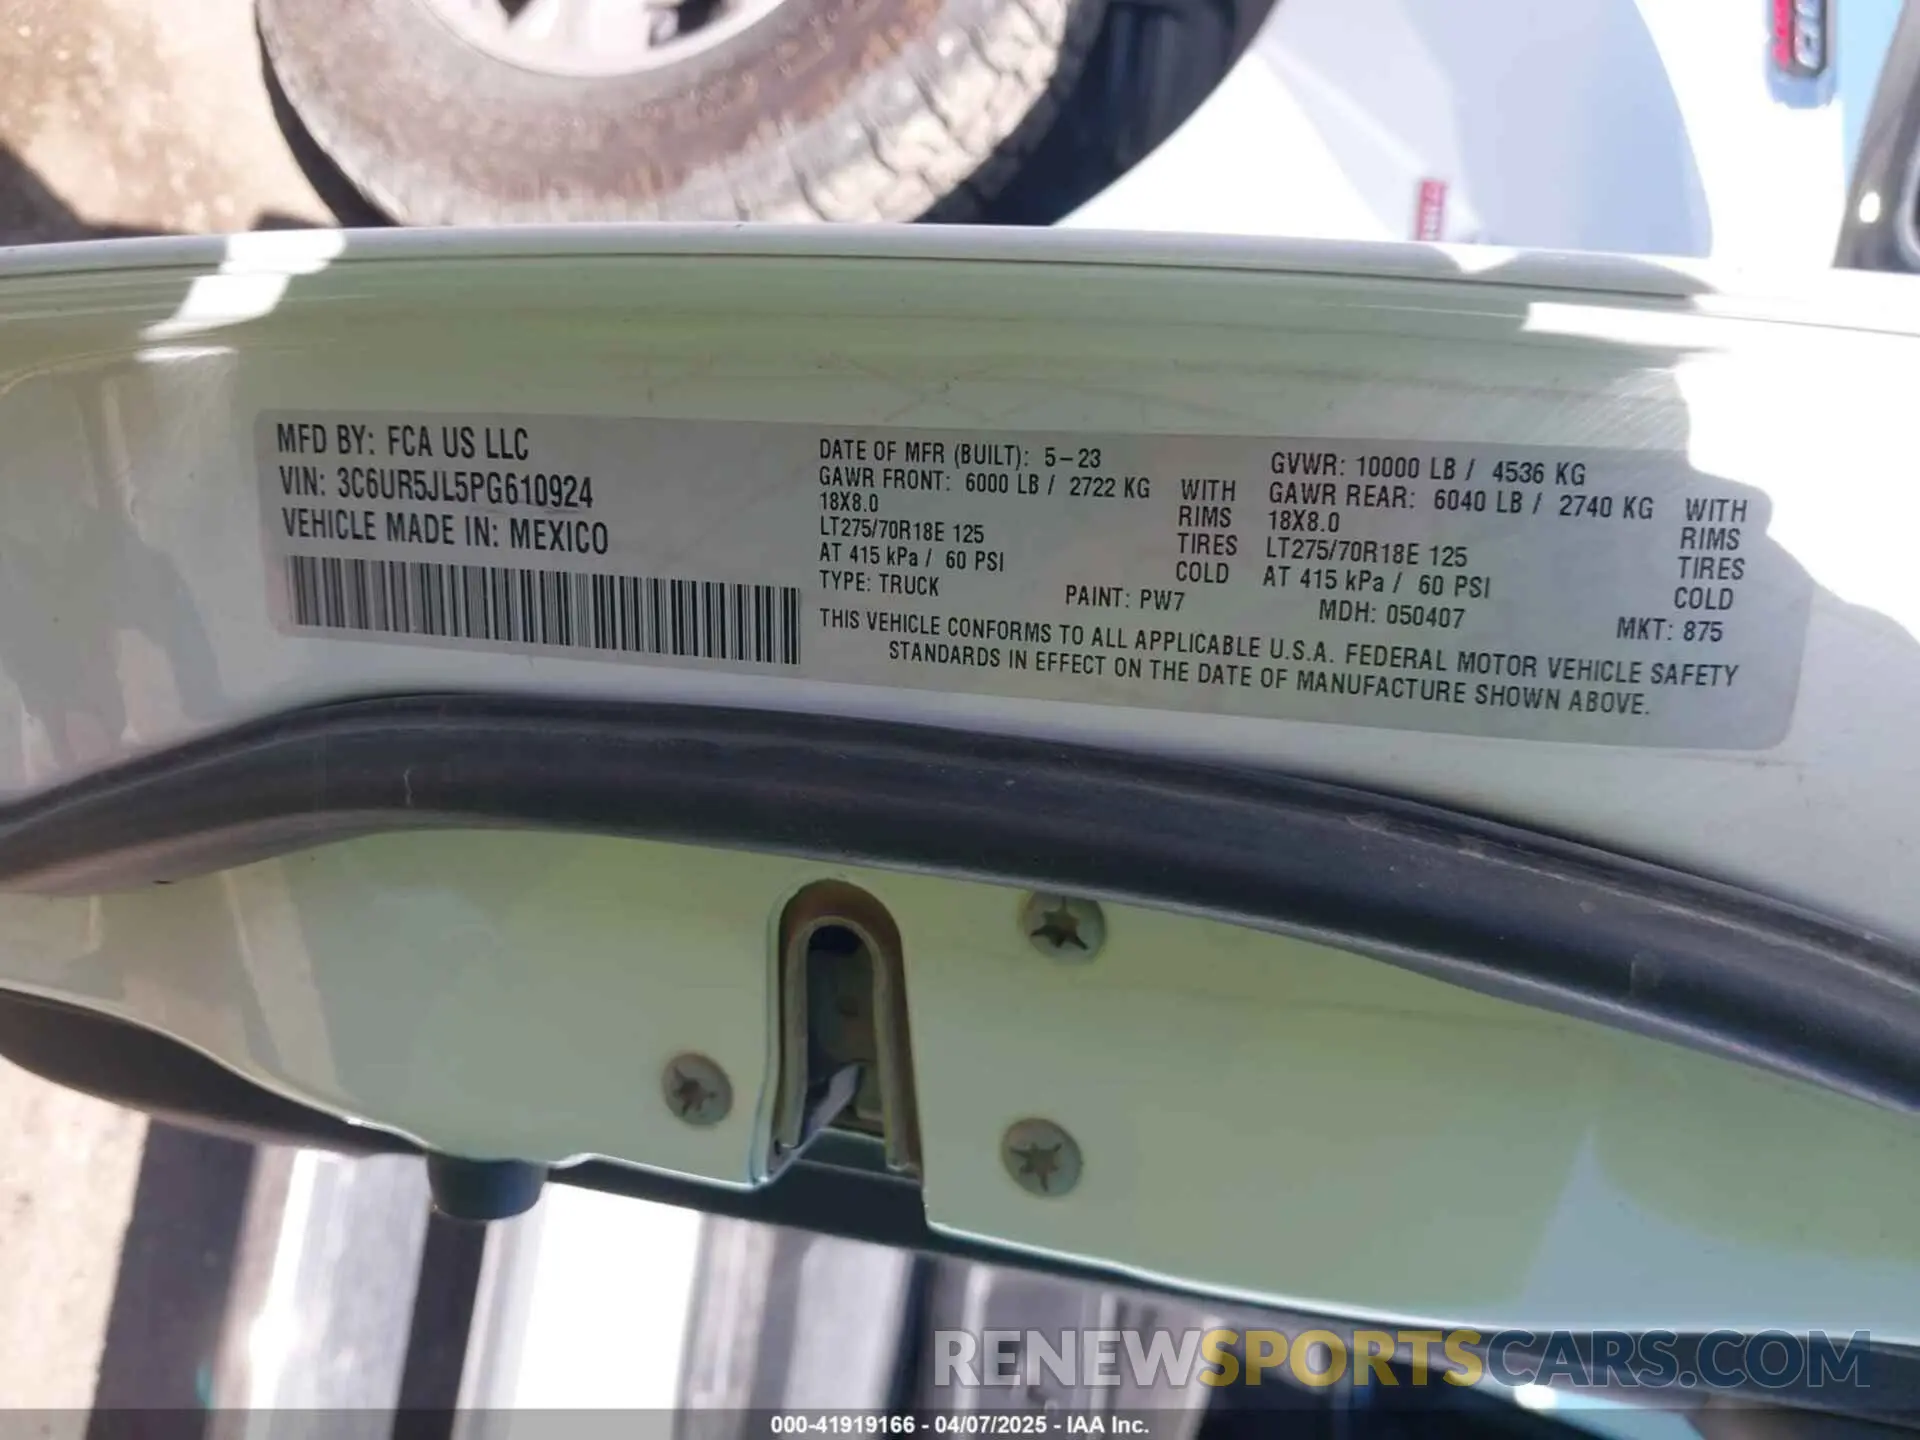 MFD BY: FCA US LLC
VIN: 3C6UR5JL5PG610924
VEHICLE MADE IN: MEXICO
DATE OF MFR (BUILT): 5-23
GAWR FRONT: 6000 LB / 2722 KG WITH
18X8.0 RIMS
LT275/70R18E 125 TIRES
AT 415 kPa / 60 PSI COLD
TYPE: TRUCK PAINT: PW7
GVWR: 10000 LB / 4536 KG
GAWR REAR: 6040 LB / 2740 KG WITH
18X8.0 RIMS
LT275/70R18E 125 TIRES
AT 415 kPa / 60 PSI COLD
MDH: 050407 MKT: 875
THIS VEHICLE CONFORMS TO ALL APPLICABLE U.S.A. FEDERAL MOTOR VEHICLE SAFETY
STANDARDS IN EFFECT ON THE DATE OF MANUFACTURE SHOWN ABOVE.
RENEWSPORTSCARS.COM
000-41919166 - 04/07/2025 - IAA Inc.